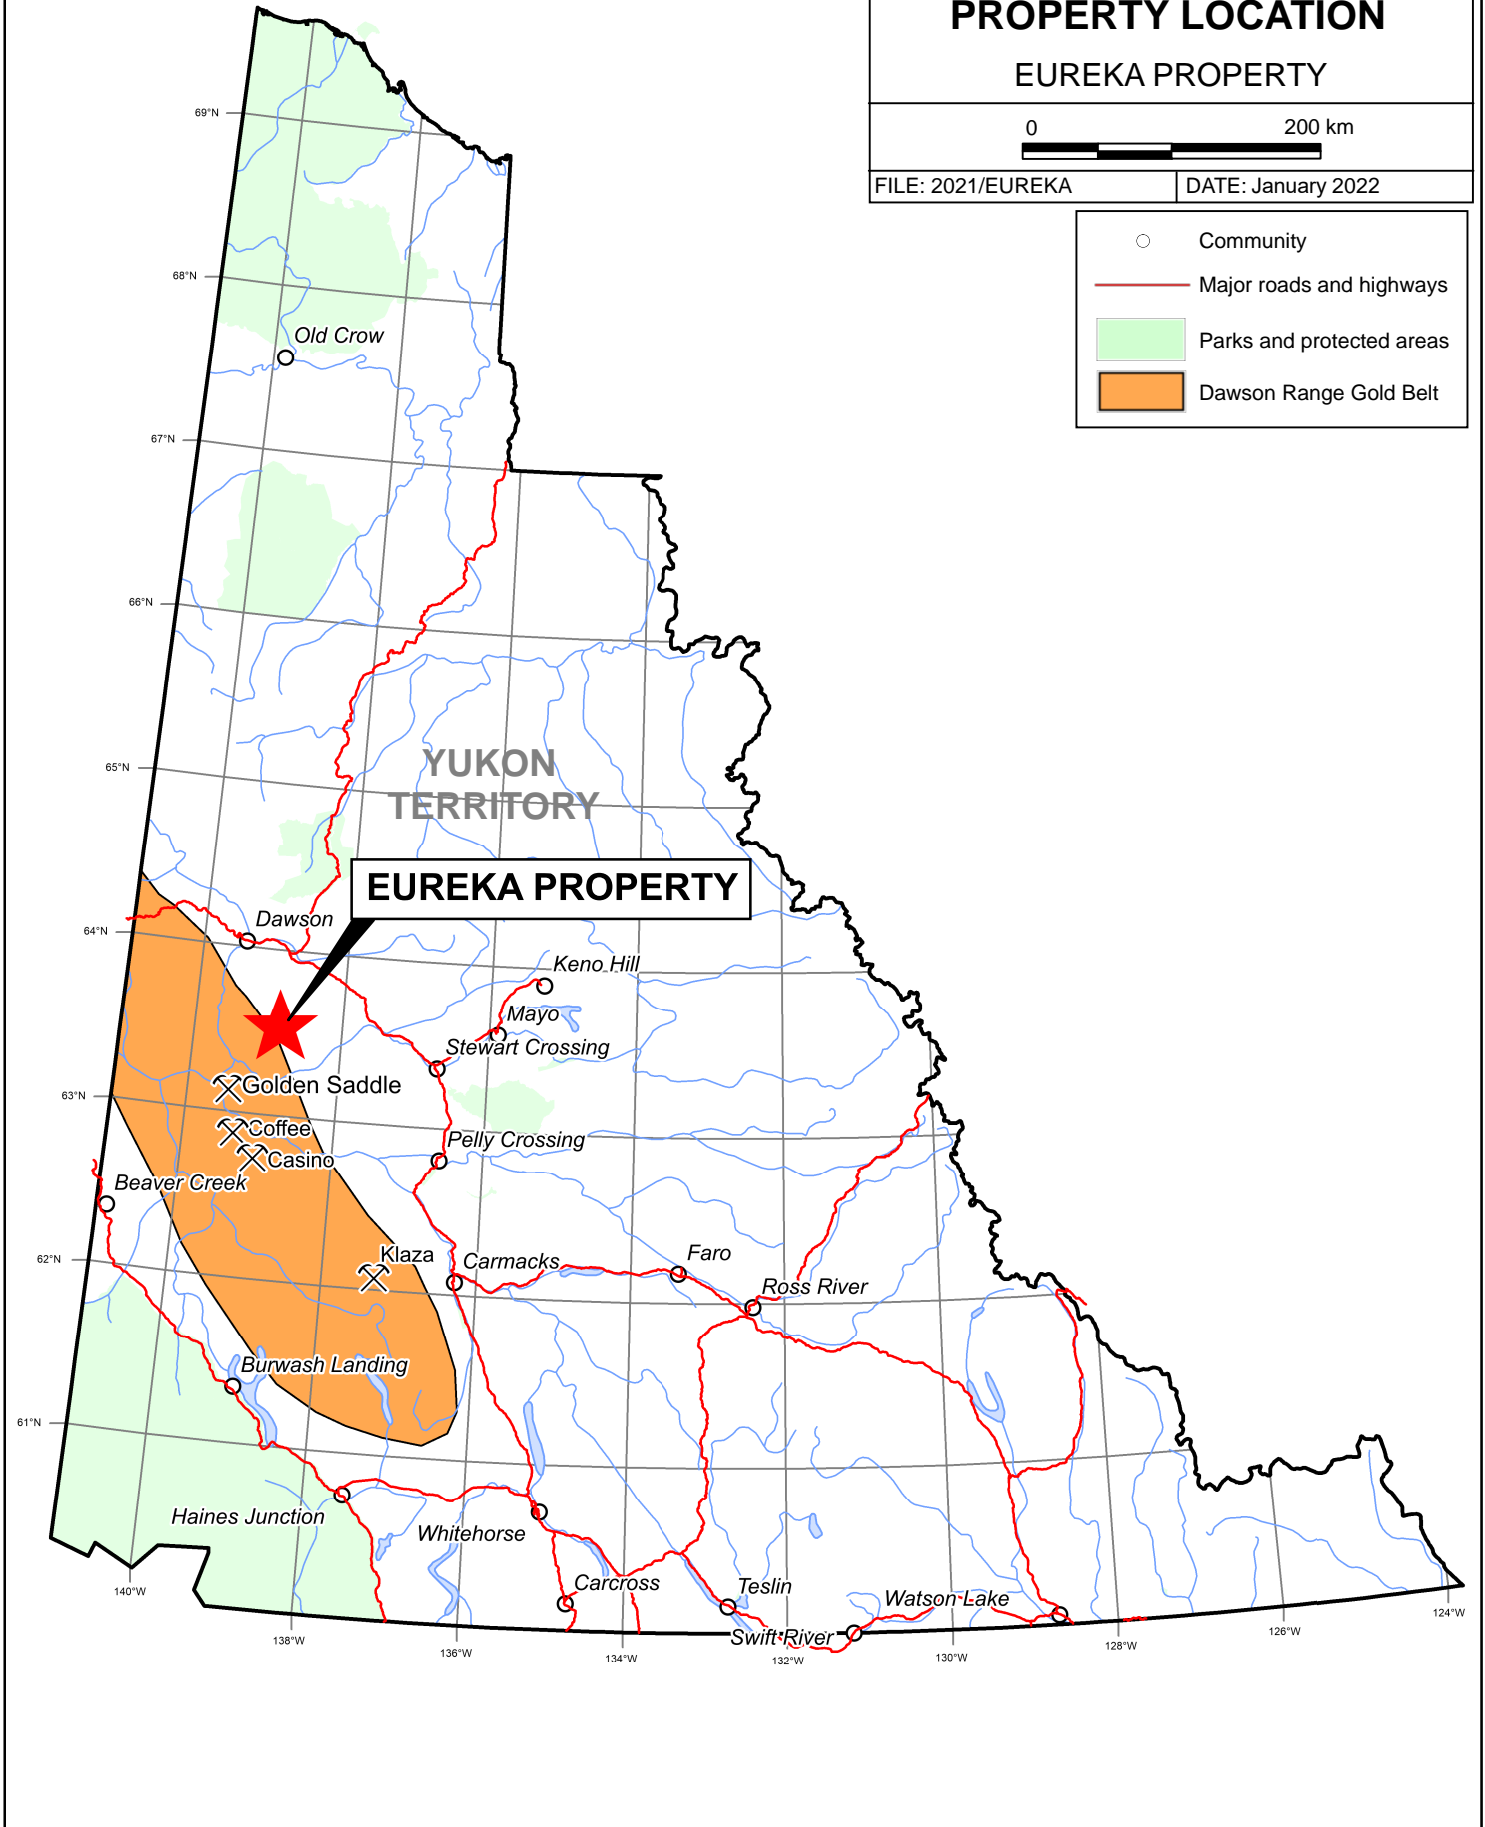 PROPERTY LOCATION
EUREKA PROPERTY
0 200 km
FILE: 2021/EUREKA DATE: January 2022
Community
Major roads and highways
Parks and protected areas
Dawson Range Gold Belt
69°N
68°N
Old Crow
67°N
66°N
65°N
YUKON
TERRITORY
EUREKA PROPERTY
Dawson
64°N
Keno Hill
Mayo
Stewart Crossing
Golden Saddle
63°N
Coffee
Pelly Crossing
Casino
Beaver Creek
62°N
Klaza
Carmacks
Faro
Ross River
Burwash Landing
61°N
Haines Junction
Whitehorse
Carcross
Teslin
Watson Lake
Swift River
140°W
138°W
136°W
134°W
132°W
130°W
128°W
126°W
124°W